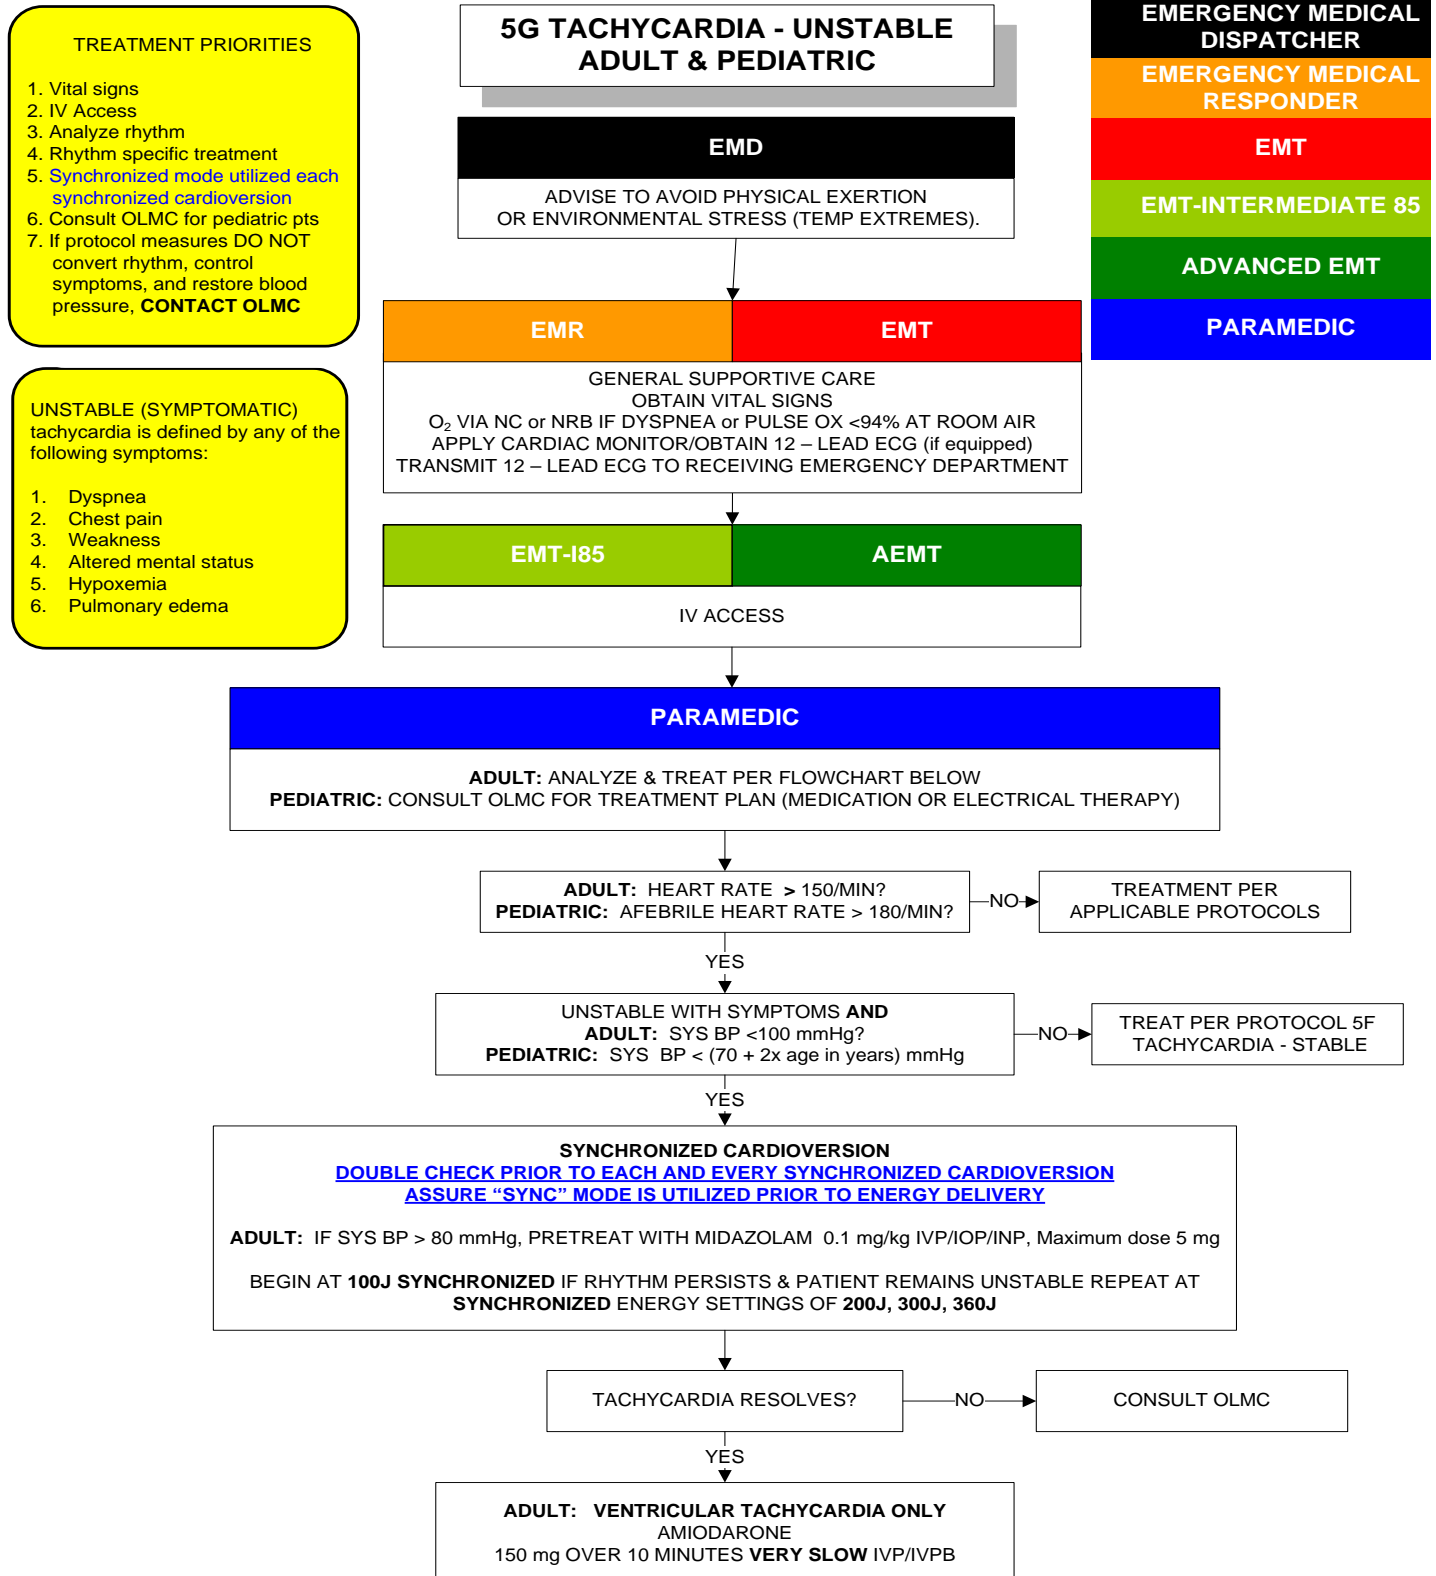 TREATMENT PRIORITIES
1. Vital signs
2. IV Access
3. Analyze rhythm
4. Rhythm specific treatment
5. Synchronized mode utilized each
synchronized cardioversion
6. Consult OLMC for pediatric pts
7. If protocol measures DO NOT
convert rhythm, control
symptoms, and restore blood
pressure, CONTACT OLMC
UNSTABLE (SYMPTOMATIC)
tachycardia is defined by any of the
following symptoms:
1. Dyspnea
2. Chest pain
3. Weakness
4. Altered mental status
5. Hypoxemia
6. Pulmonary edema
5G TACHYCARDIA - UNSTABLE
ADULT & PEDIATRIC
EMERGENCY MEDICAL
DISPATCHER
EMERGENCY MEDICAL
RESPONDER
EMT
EMT-INTERMEDIATE 85
ADVANCED EMT
PARAMEDIC
EMD
ADVISE TO AVOID PHYSICAL EXERTION
OR ENVIRONMENTAL STRESS (TEMP EXTREMES).
EMR
EMT
GENERAL SUPPORTIVE CARE
OBTAIN VITAL SIGNS
O₂ VIA NC or NRB IF DYSPNEA or PULSE OX <94% AT ROOM AIR
APPLY CARDIAC MONITOR/OBTAIN 12 – LEAD ECG (if equipped)
TRANSMIT 12 – LEAD ECG TO RECEIVING EMERGENCY DEPARTMENT
EMT-I85
AEMT
IV ACCESS
PARAMEDIC
ADULT: ANALYZE & TREAT PER FLOWCHART BELOW
PEDIATRIC: CONSULT OLMC FOR TREATMENT PLAN (MEDICATION OR ELECTRICAL THERAPY)
ADULT: HEART RATE > 150/MIN?
PEDIATRIC: AFEBRILE HEART RATE > 180/MIN?
NO
TREATMENT PER
APPLICABLE PROTOCOLS
YES
UNSTABLE WITH SYMPTOMS AND
ADULT: SYS BP <100 mmHg?
PEDIATRIC: SYS BP < (70 + 2x age in years) mmHg
NO
TREAT PER PROTOCOL 5F
TACHYCARDIA - STABLE
YES
SYNCHRONIZED CARDIOVERSION
DOUBLE CHECK PRIOR TO EACH AND EVERY SYNCHRONIZED CARDIOVERSION
ASSURE “SYNC” MODE IS UTILIZED PRIOR TO ENERGY DELIVERY
ADULT: IF SYS BP > 80 mmHg, PRETREAT WITH MIDAZOLAM 0.1 mg/kg IVP/IOP/INP, Maximum dose 5 mg
BEGIN AT 100J SYNCHRONIZED IF RHYTHM PERSISTS & PATIENT REMAINS UNSTABLE REPEAT AT
SYNCHRONIZED ENERGY SETTINGS OF 200J, 300J, 360J
TACHYCARDIA RESOLVES?
NO
CONSULT OLMC
YES
ADULT: VENTRICULAR TACHYCARDIA ONLY
AMIODARONE
150 mg OVER 10 MINUTES VERY SLOW IVP/IVPB